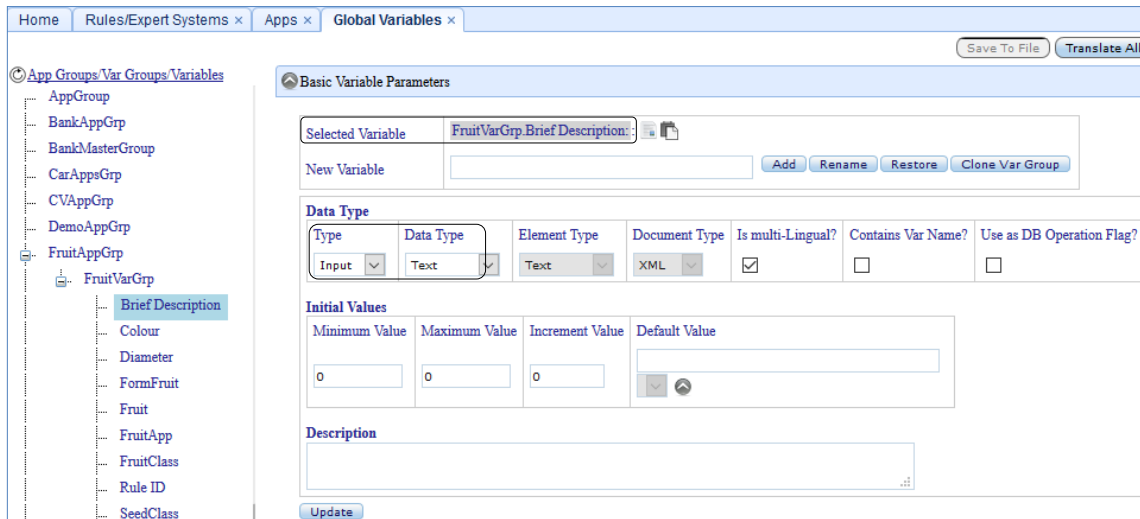 Home Rules/Expert Systems × Apps × Global Variables ×
Save To File Translate All
App Groups/Var Groups/Variables
AppGroup
BankAppGrp
BankMasterGroup
CarAppsGrp
CVAppGrp
DemoAppGrp
FruitAppGrp
FruitVarGrp
Brief Description
Colour
Diameter
FormFruit
Fruit
FruitApp
FruitClass
Rule ID
SeedClass
Basic Variable Parameters
Selected Variable FruitVarGrp.Brief Description: :
New Variable Add Rename Restore Clone Var Group
Data Type
Type Data Type Element Type Document Type Is multi-Lingual? Contains Var Name? Use as DB Operation Flag?
Input Text Text XML
Initial Values
Minimum Value Maximum Value Increment Value Default Value
0 0 0
Description
Update